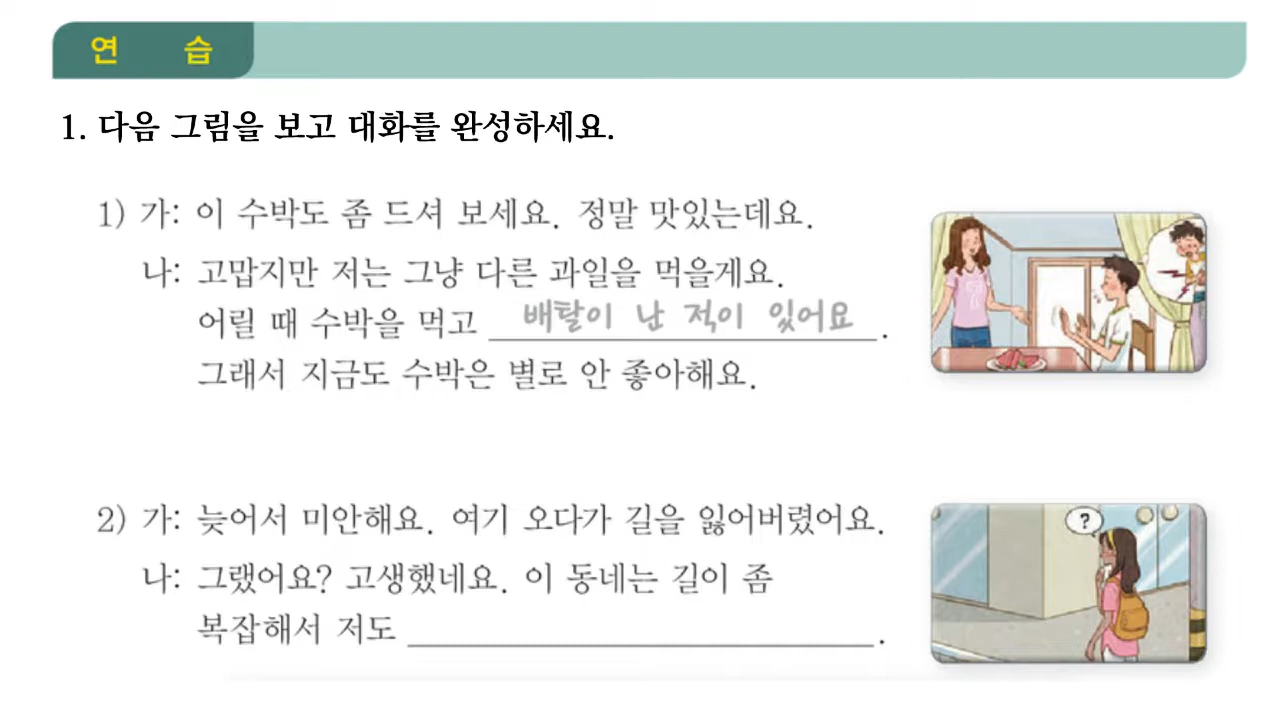 연 습
1. 다음 그림을 보고 대화를 완성하세요.
1) 가: 이 수박도 좀 드셔 보세요. 정말 맛있는데요.
나: 고맙지만 저는 그냥 다른 과일을 먹을게요.
어릴 때 수박을 먹고 배탈이 난 적이 있어요.
그래서 지금도 수박은 별로 안 좋아해요.
2) 가: 늦어서 미안해요. 여기 오다가 길을 잃어버렸어요.
?
나: 그랬어요? 고생했네요. 이 동네는 길이 좀
복잡해서 저도 ____________________.